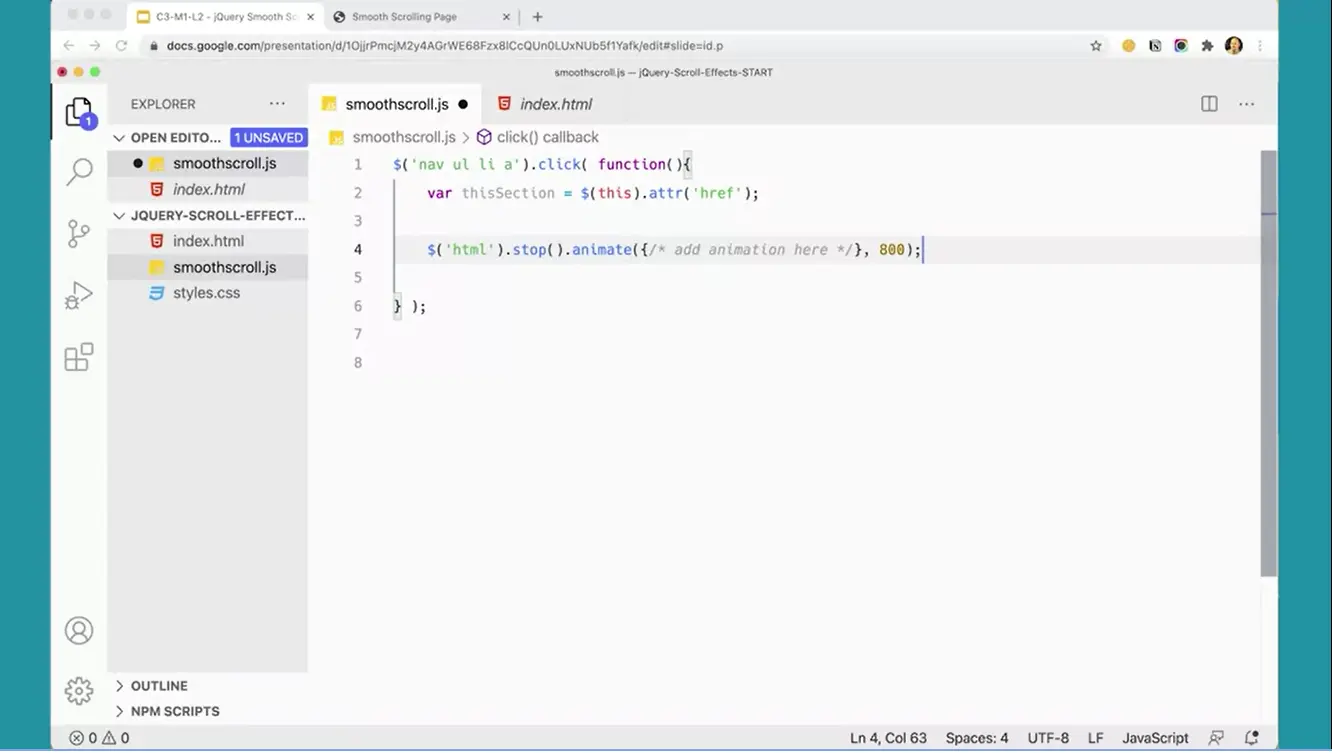 C3-M1-L2 - jQuery Smooth Sc
Smooth Scrolling Page
docs.google.com/presentation/d/1OjjrPmcjM2y4AGrWE68Fzx8lCcQUn0LUxNUb5f1Yafk/edit#slide=id.p
smoothscroll.js — jQuery-Scroll-Effects-START
EXPLORER
smoothscroll.js
index.html
1
OPEN EDITO... 1 UNSAVED
smoothscroll.js > click() callback
smoothscroll.js
index.html
JQUERY-SCROLL-EFFECT...
index.html
smoothscroll.js
styles.css
1 $('nav ul li a').click( function(){
2 var thisSection = $(this).attr('href');
3
4 $('html').stop().animate({/* add animation here */}, 800);
5
6 } );
7
8
OUTLINE
NPM SCRIPTS
0 0
Ln 4, Col 63 Spaces: 4 UTF-8 LF JavaScript